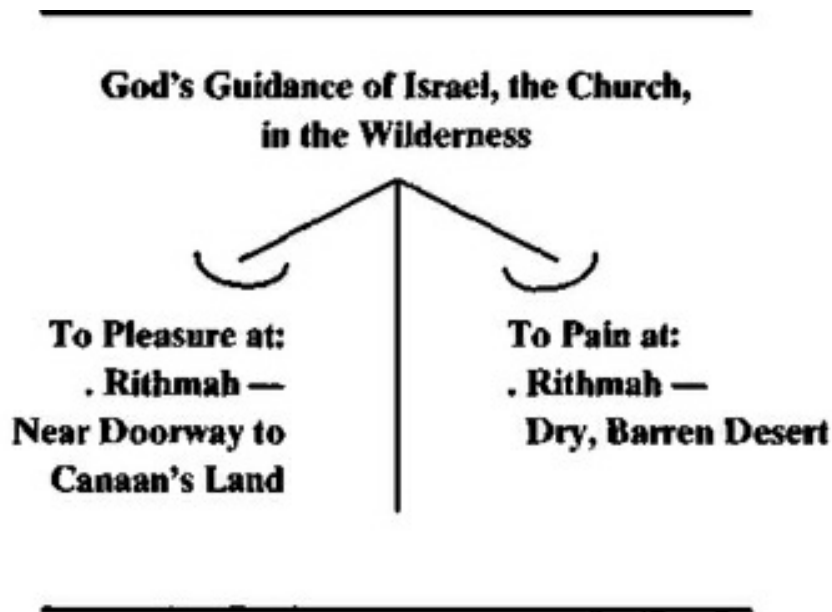 God's Guidance of Israel, the Church,
in the Wilderness
To Pleasure at:
. Rithmah —
Near Doorway to
Canaan's Land
To Pain at:
. Rithmah —
Dry, Barren Desert